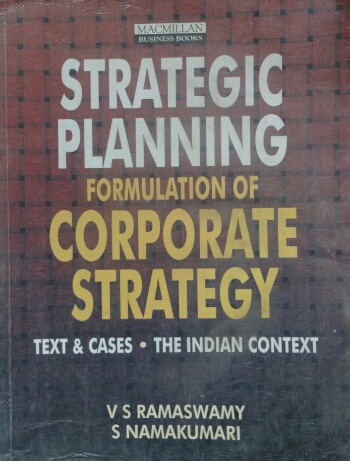 MACMILLAN
BUSINESS BOOKS
STRATEGIC
PLANNING
FORMULATION OF
CORPORATE
STRATEGY
TEXT & CASES • THE INDIAN CONTEXT
V S RAMASWAMY
S NAMAKUMARI